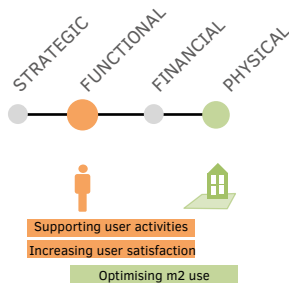 STRATEGIC
FUNCTIONAL
FINANCIAL
PHYSICAL
Supporting user activities
Increasing user satisfaction
Optimising m2 use